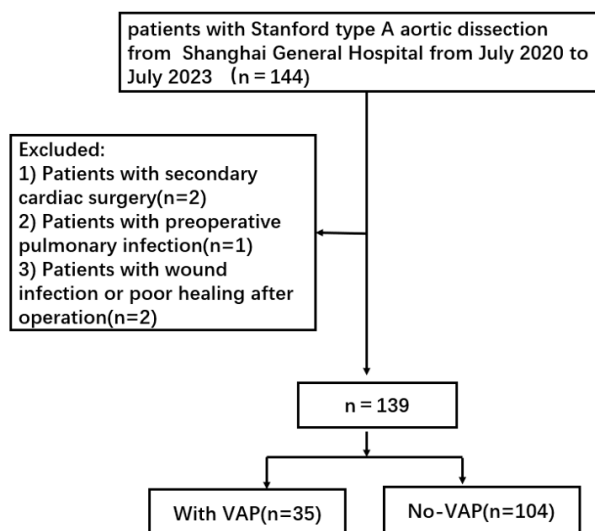 patients with Stanford type A aortic dissection
from Shanghai General Hospital from July 2020 to
July 2023 （n = 144)
Excluded:
1) Patients with secondary
cardiac surgery(n=2)
2) Patients with preoperative
pulmonary infection(n=1)
3) Patients with wound
infection or poor healing after
operation(n=2)
n = 139
With VAP(n=35)
No-VAP(n=104)